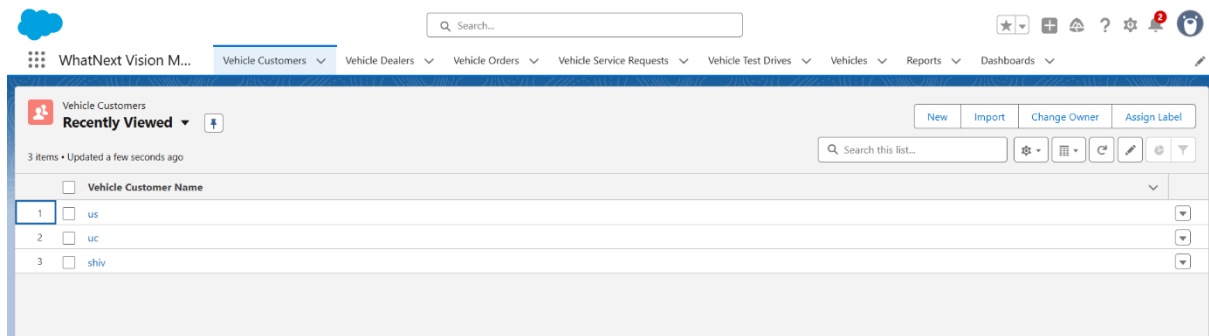 Search...
2
WhatNext Vision M...
Vehicle Customers
Vehicle Dealers
Vehicle Orders
Vehicle Service Requests
Vehicle Test Drives
Vehicles
Reports
Dashboards
Vehicle Customers
Recently Viewed
New
Import
Change Owner
Assign Label
3 items • Updated a few seconds ago
Search this list...
Vehicle Customer Name
1 us
2 uc
3 shiv